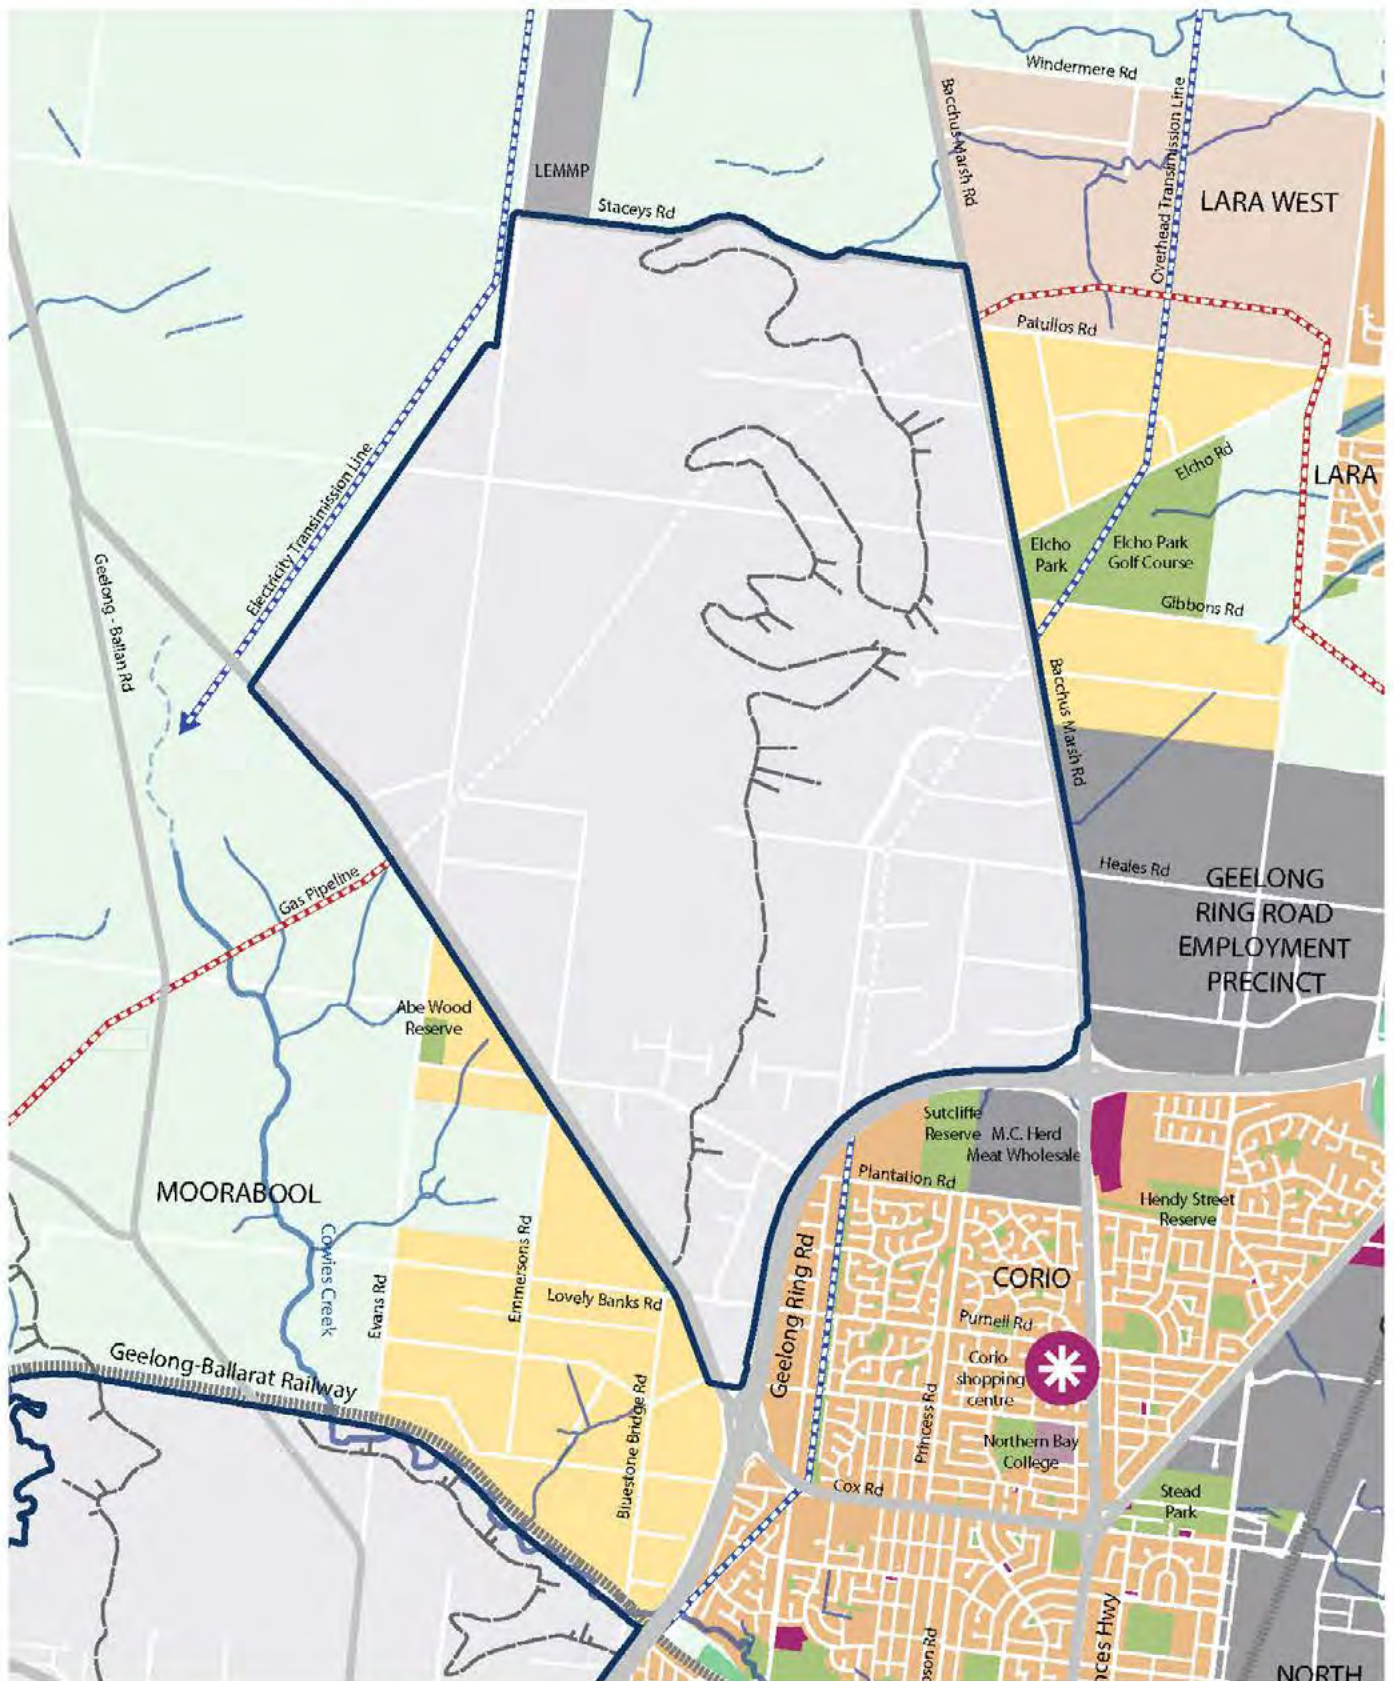 Windermere Rd
Bacchus Marsh Rd
Overhead Transmission Line
LEMMP
Staceys Rd
LARA WEST
Patullos Rd
Elcho Rd
LARA
Electricity Transimission Line
Elcho
Park
Elcho Park
Golf Course
Gibbons Rd
Geelong - Ballan Rd
Bacchus Marsh Rd
Heales Rd
GEELONG
RING ROAD
EMPLOYMENT
PRECINCT
Gas Pipeline
Abe Wood
Reserve
Sutcliffe
Reserve
M.C. Herd
Meat Wholesale
Plantation Rd
MOORABOOL
Hendy Street
Reserve
Cowies Creek
Evans Rd
Emmersons Rd
Geelong Ring Rd
CORIO
Lovely Banks Rd
Purnell Rd
Geelong-Ballarat Railway
Corio
shopping
centre
Bluestone Bridge Rd
Princess Rd
Northern Bay
College
Cox Rd
Stead
Park
nces Hwy
son Rd
NORTH